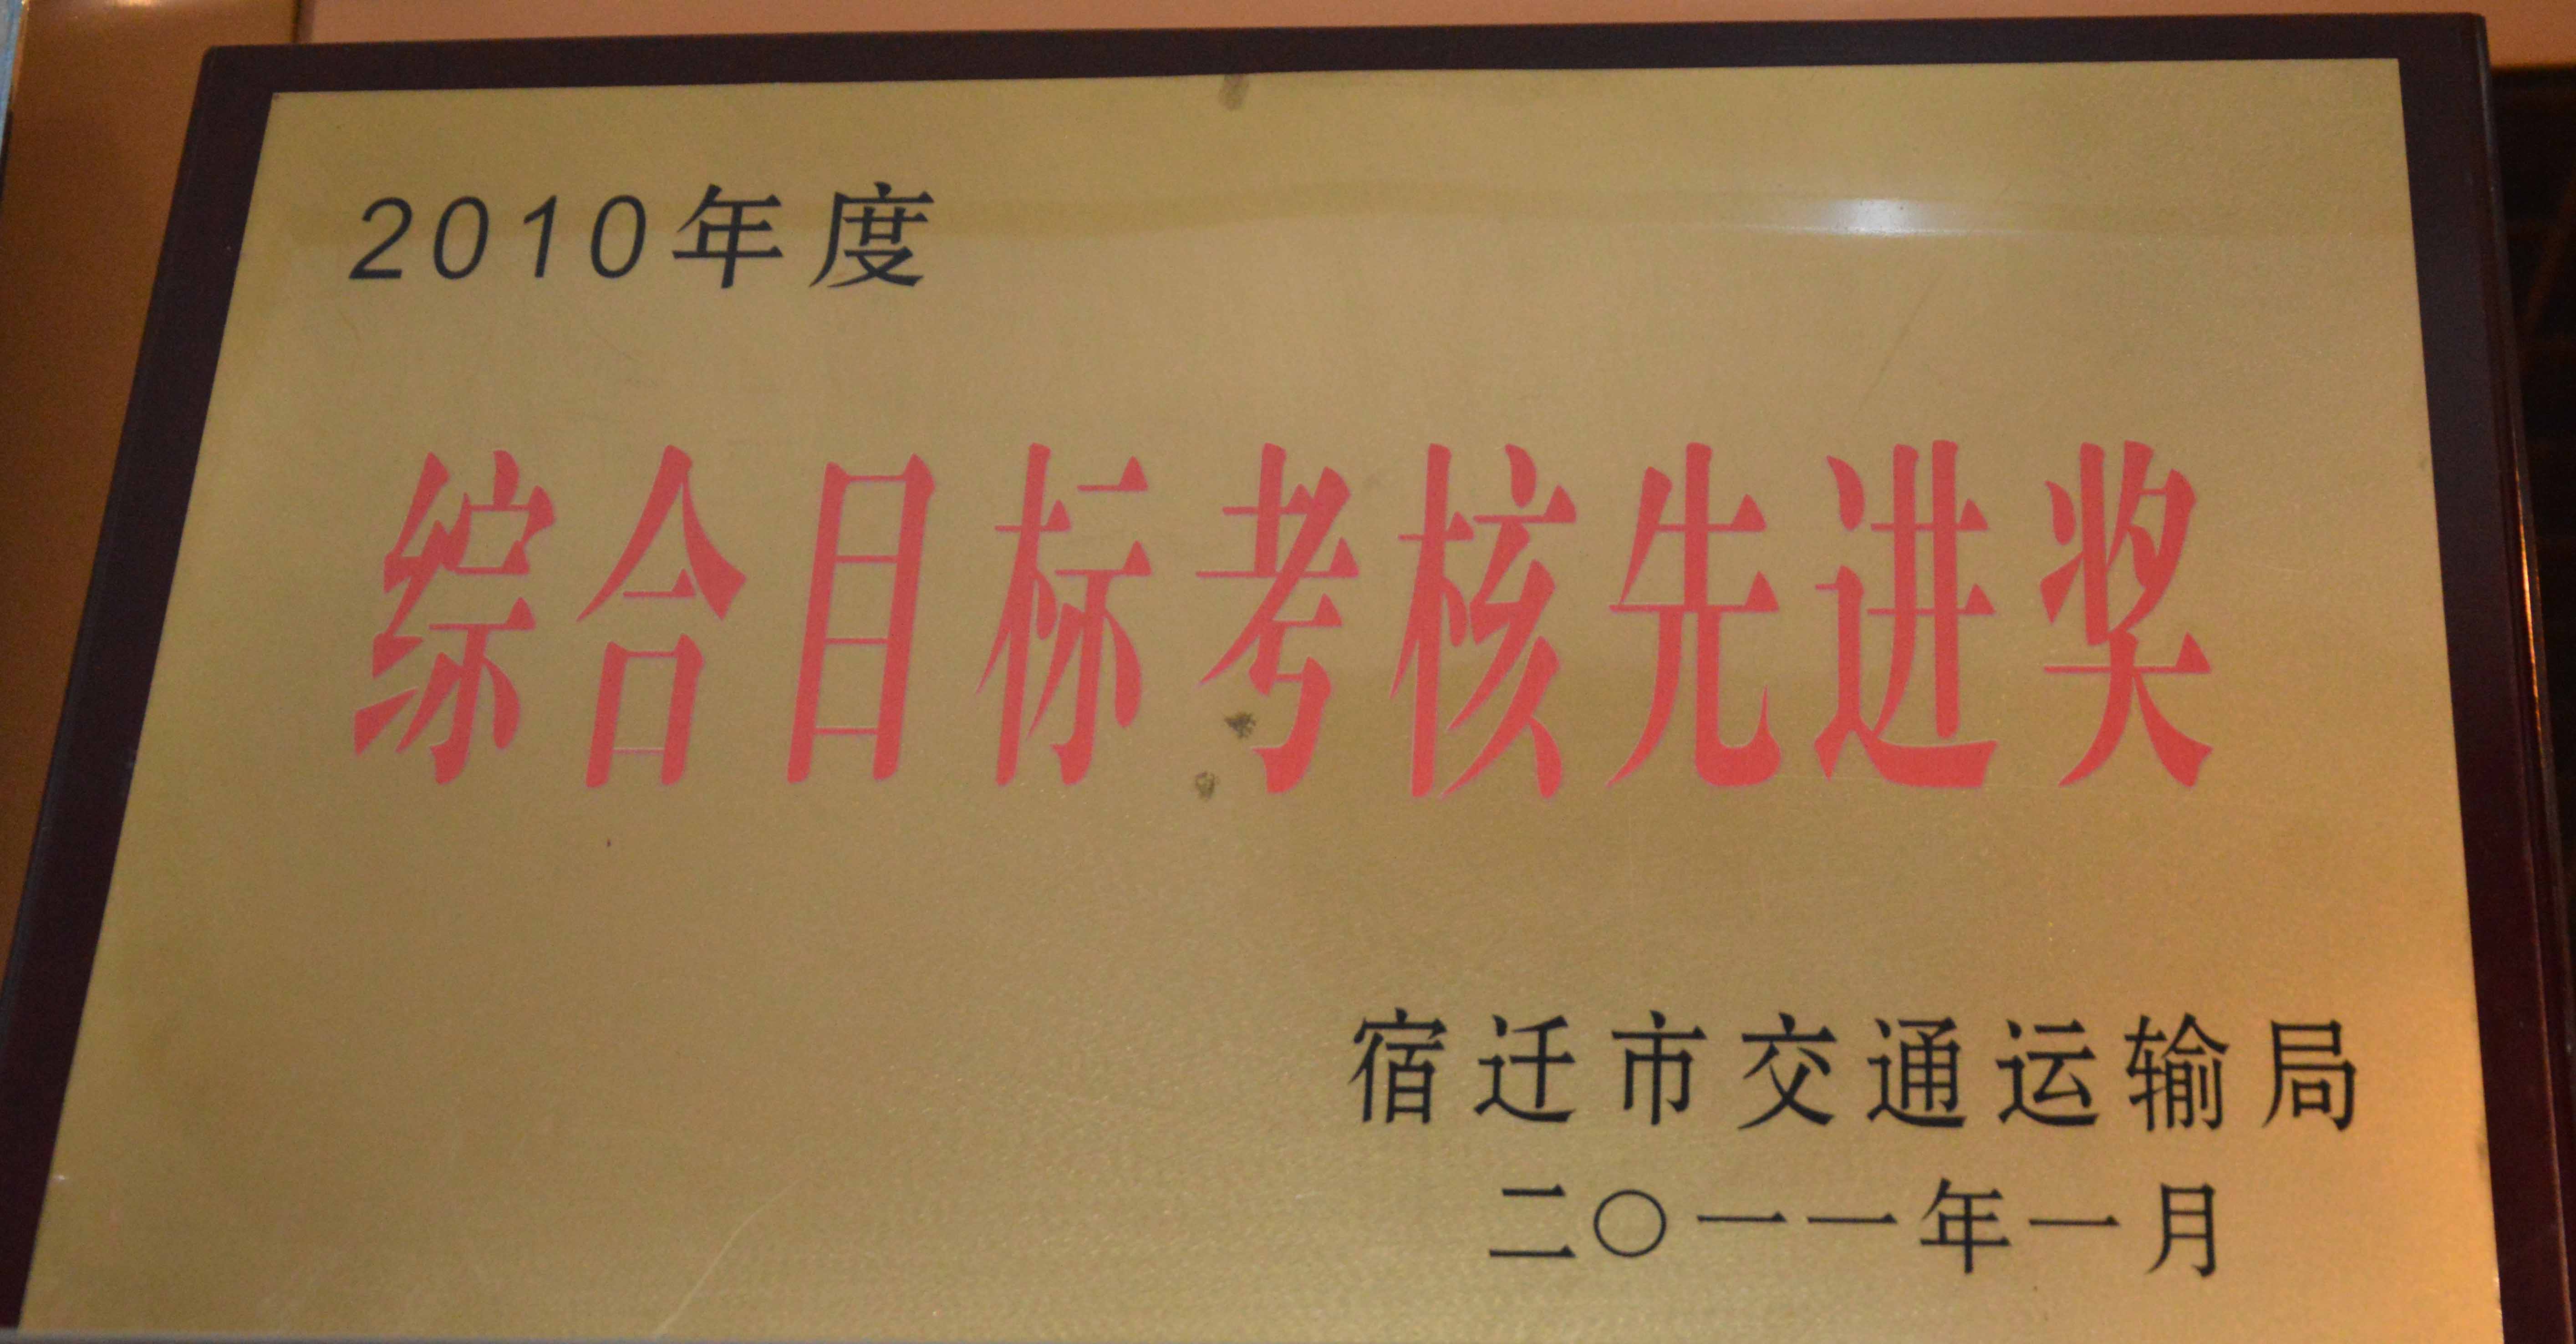 2010年度
综合目标考核先进奖
宿迁市交通运输局
二〇一一年一月